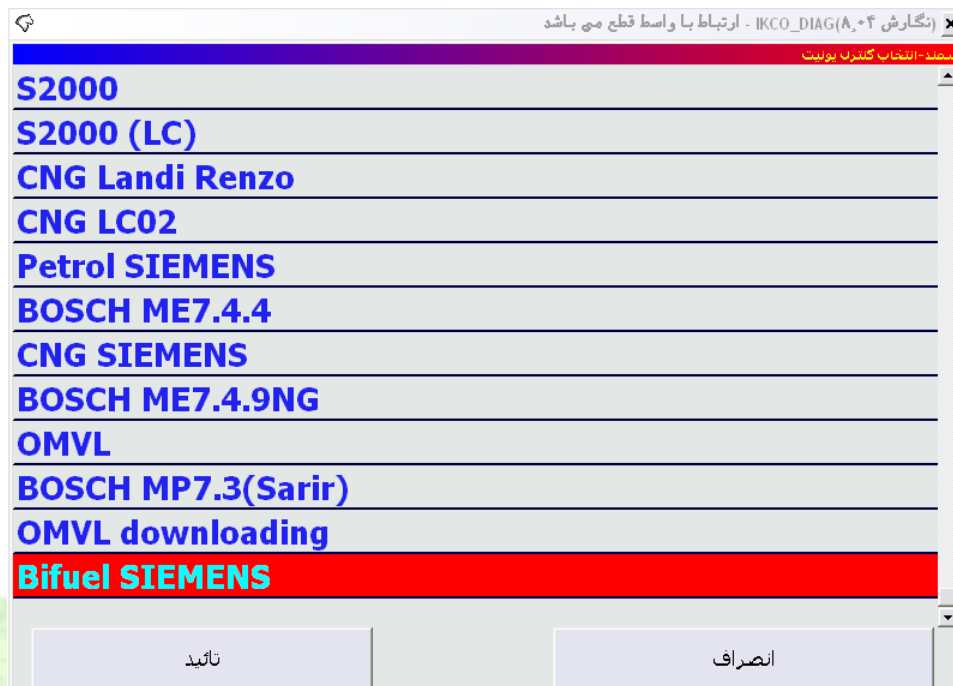 (نگارش ۸,۰۴)IKCO_DIAG - ارتباط با واسط قطع می باشد
سمند-انتخاب کنترل یونیت
S2000
S2000 (LC)
CNG Landi Renzo
CNG LC02
Petrol SIEMENS
BOSCH ME7.4.4
CNG SIEMENS
BOSCH ME7.4.9NG
OMVL
BOSCH MP7.3(Sarir)
OMVL downloading
Bifuel SIEMENS
انصراف
تائید